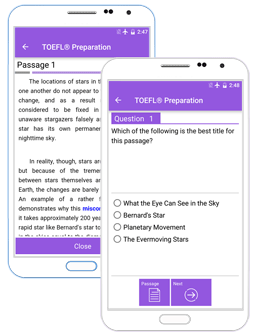 2:47
TOEFL® Preparation
Passage 1
The locations of stars in t
one another do not appear to
change, and as a result
considered to be fixed in
unaware stargazers falsely a
star has its own permaner
nighttime sky.
In reality, though, stars ar
but because of the tremer
between stars themselves ar
Earth, the changes are barely
An example of a rather f
demonstrates why this miscor
it takes approximately 200 yea
rapid star like Bernard's star to
Close
2:48
TOEFL® Preparation
Question 1
Which of the following is the best title for
this passage?
What the Eye Can See in the Sky
Bernard's Star
Planetary Movement
The Evermoving Stars
Passage
Next